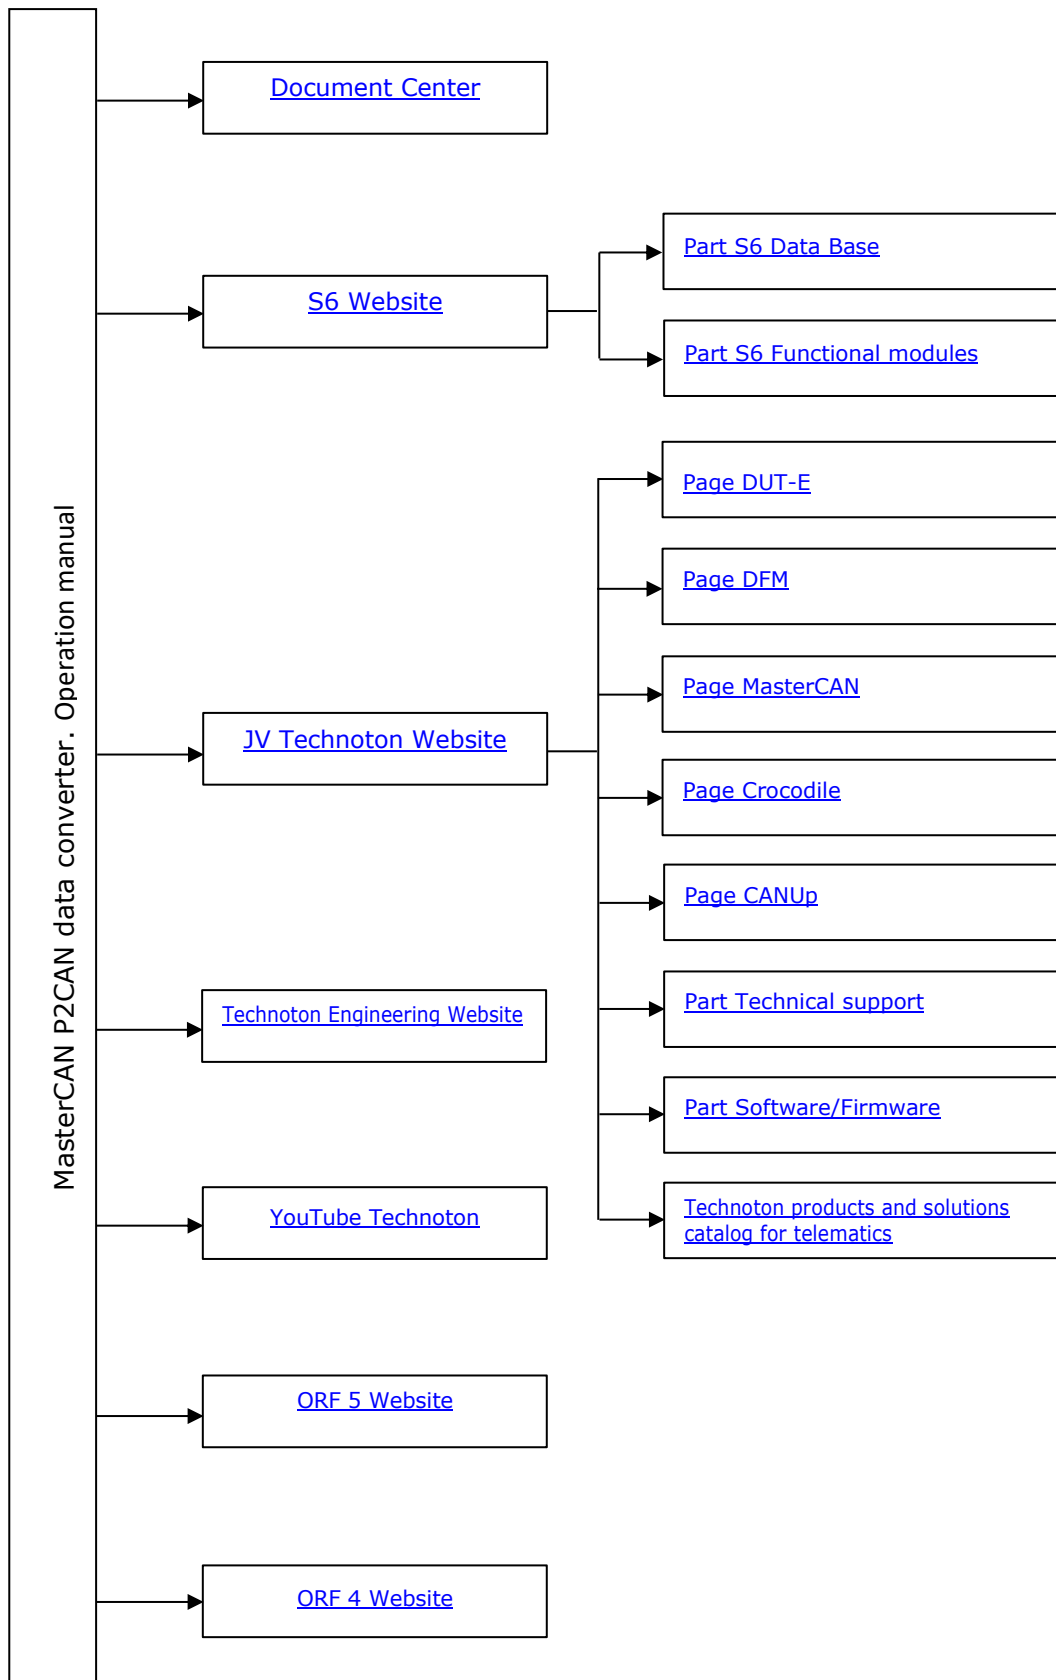 MasterCAN P2CAN data converter. Operation manual
Document Center
S6 Website
Part S6 Data Base
Part S6 Functional modules
JV Technoton Website
Page DUT-E
Page DFM
Page MasterCAN
Page Crocodile
Page CANUp
Part Technical support
Part Software/Firmware
Technoton products and solutions
catalog for telematics
Technoton Engineering Website
YouTube Technoton
ORF 5 Website
ORF 4 Website